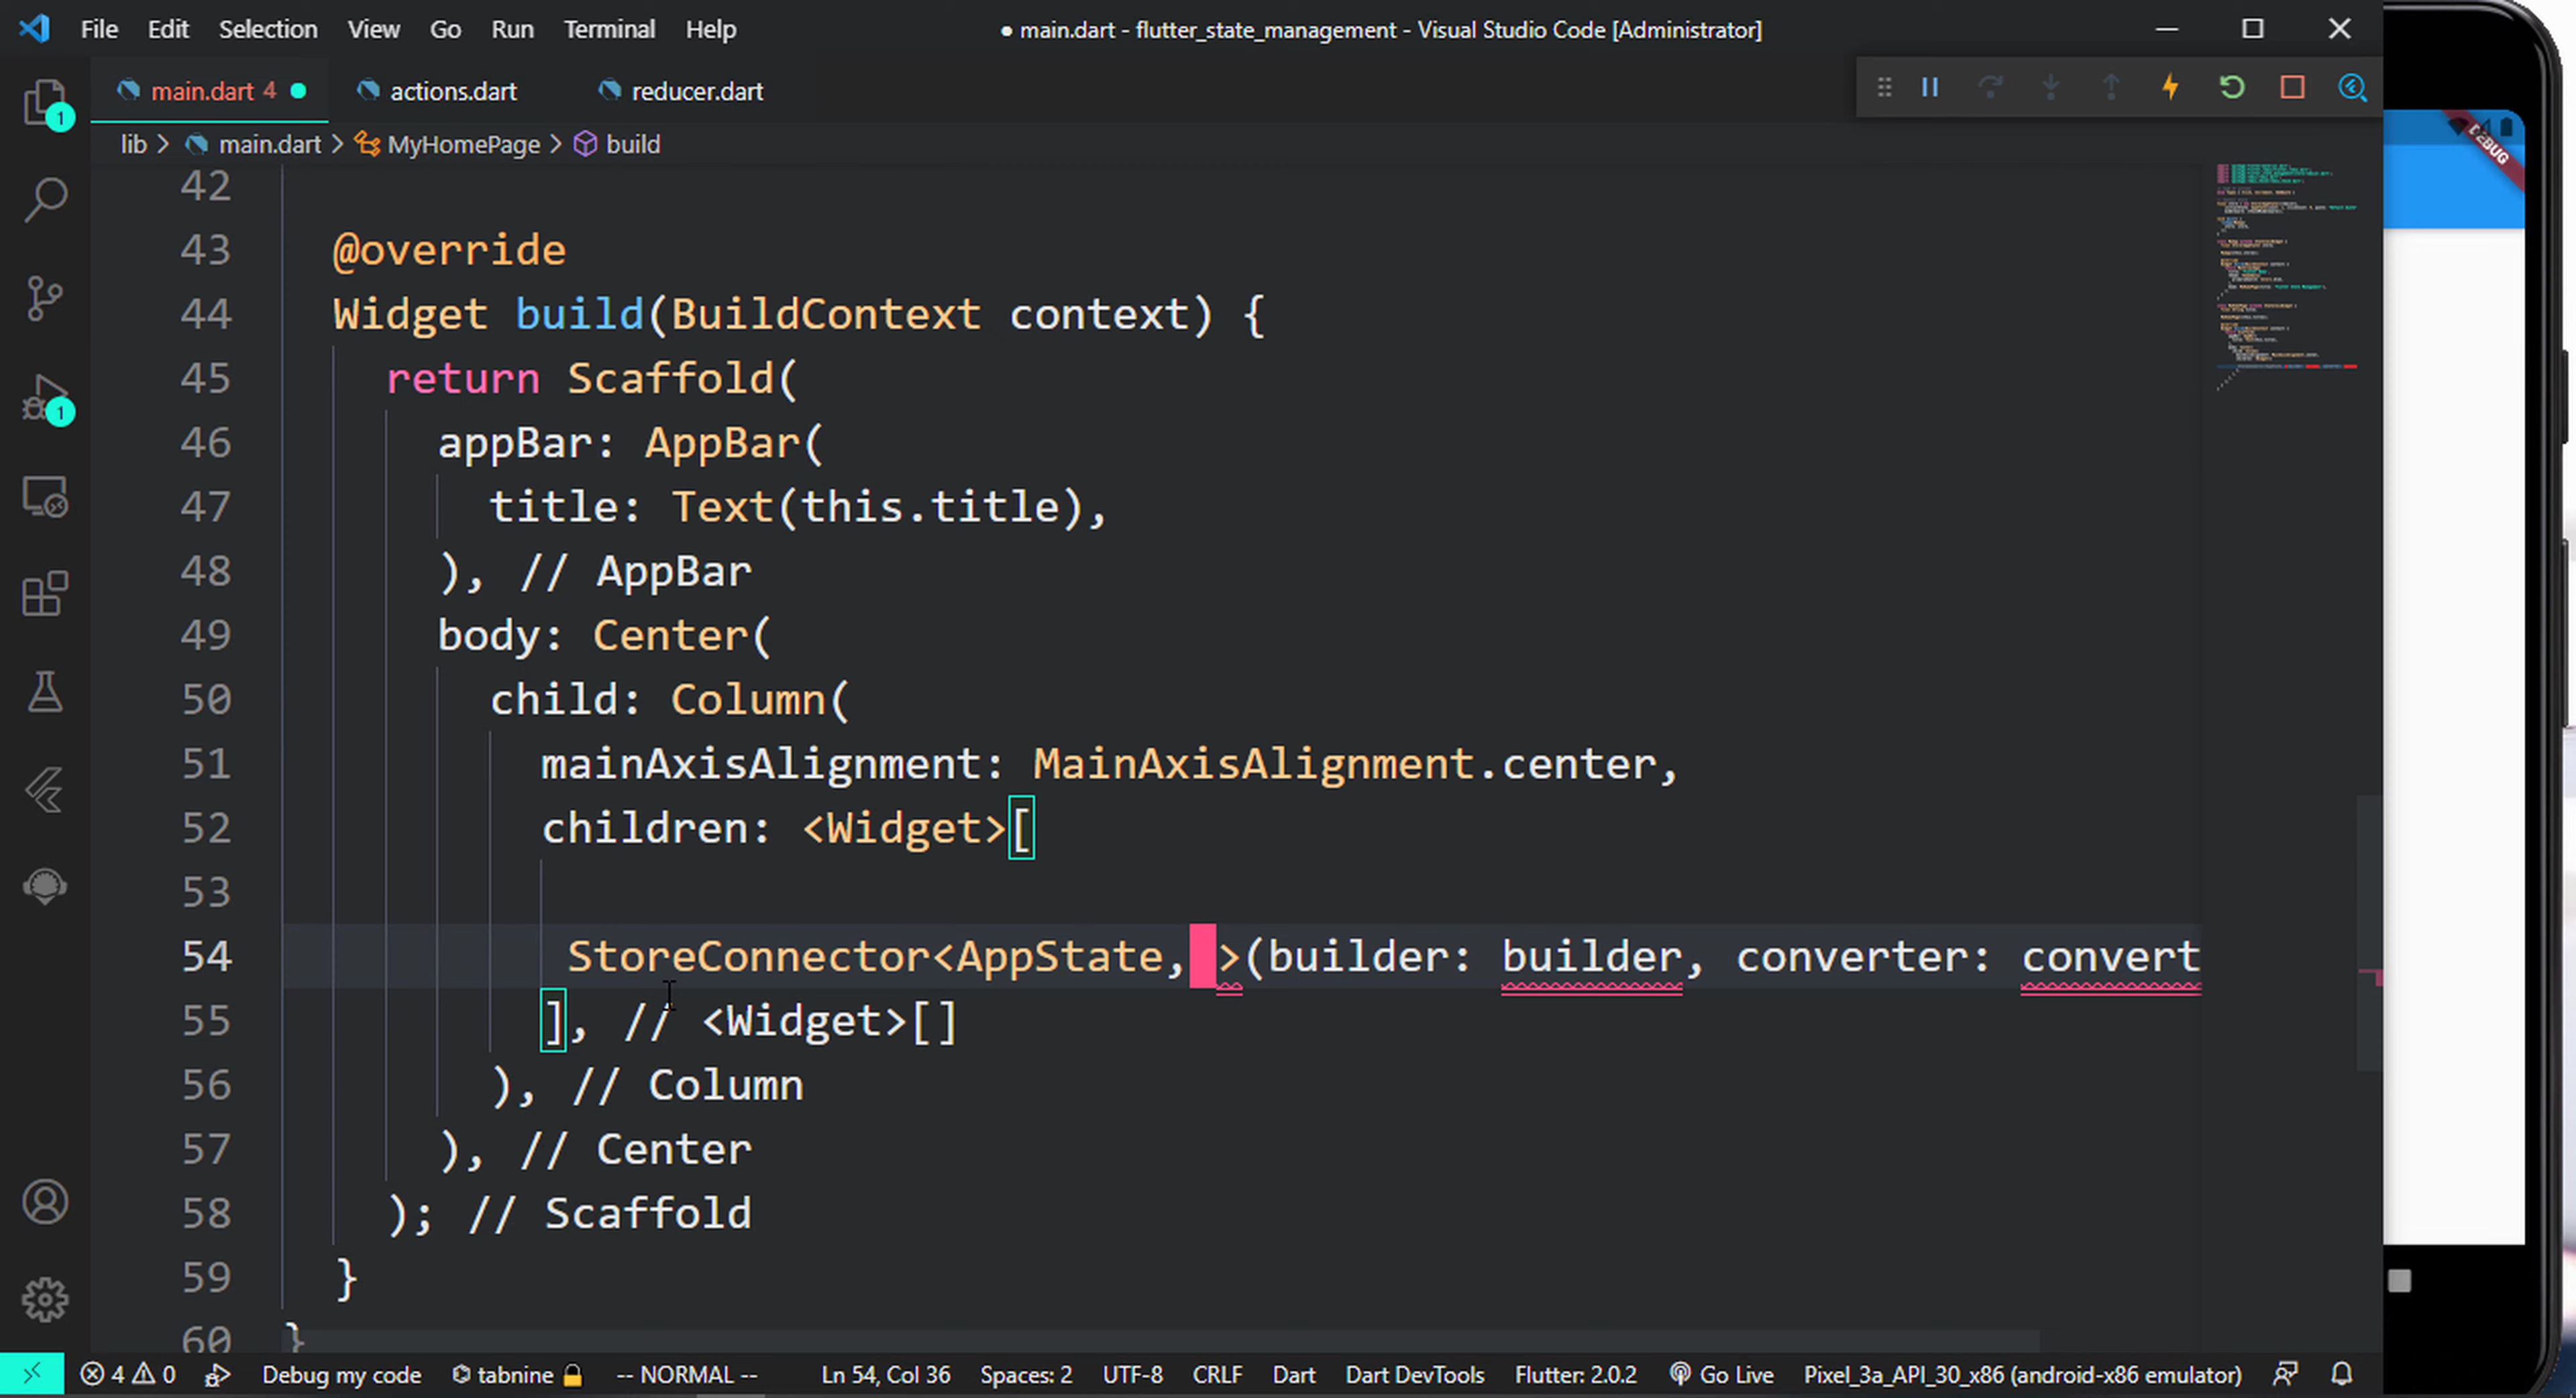 File Edit Selection View Go Run Terminal Help ● main.dart - flutter_state_management - Visual Studio Code [Administrator]
main.dart 4 ● actions.dart reducer.dart
lib > main.dart > MyHomePage > build
DEBUG
1
1
42
43 @override
44 Widget build(BuildContext context) {
45 return Scaffold(
46 appBar: AppBar(
47 title: Text(this.title),
48 ), // AppBar
49 body: Center(
50 child: Column(
51 mainAxisAlignment: MainAxisAlignment.center,
52 children: <Widget>[
53
54 StoreConnector<AppState, >(builder: builder, converter: convert
55 ], // <Widget>[]
56 ), // Column
57 ), // Center
58 ); // Scaffold
59 }
60 }
4 0 Debug my code tabnine -- NORMAL -- Ln 54, Col 36 Spaces: 2 UTF-8 CRLF Dart Dart DevTools Flutter: 2.0.2 Go Live Pixel_3a_API_30_x86 (android-x86 emulator)